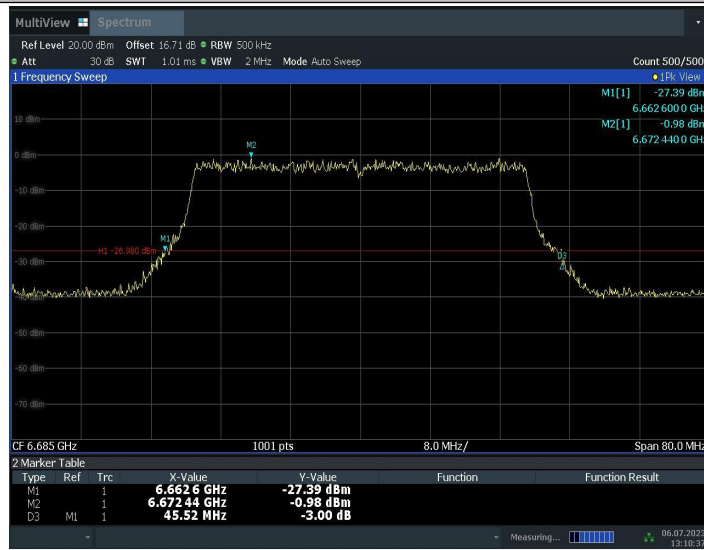 MultiView Spectrum
Ref Level 20.00 dBm Offset 16.71 dB RBW 500 kHz
Att 30 dB SWT 1.01 ms VBW 2 MHz Mode Auto Sweep Count 500/500
1 Frequency Sweep 1Pk View
M1[1] -27.39 dBm
6.662 600 0 GHz
M2[1] -0.98 dBm
6.672 440 0 GHz
10 dBm
M2
0 dBm
-10 dBm
-20 dBm
M1
H1 -26.980 dBm
D3
-30 dBm
-40 dBm
-50 dBm
-60 dBm
-70 dBm
CF 6.685 GHz 1001 pts 8.0 MHz/ Span 80.0 MHz
2 Marker Table
Type Ref Trc X-Value Y-Value Function Function Result
M1 1 6.662 6 GHz -27.39 dBm
M2 1 6.672 44 GHz -0.98 dBm
D3 M1 1 45.52 MHz -3.00 dB
Measuring... 06.07.2023
13:10:37